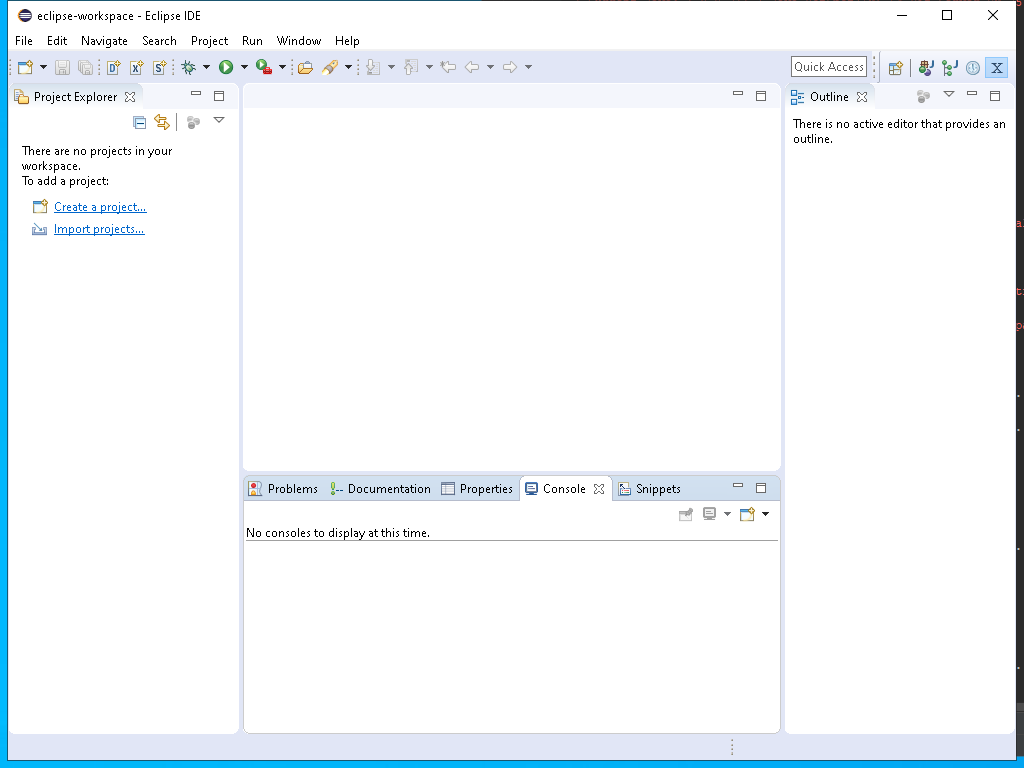 eclipse-workspace - Eclipse IDE
File Edit Navigate Search Project Run Window Help
Quick Access
Project Explorer
Outline
There are no projects in your
workspace.
To add a project:
Create a project...
Import projects...
There is no active editor that provides an
outline.
Problems Documentation Properties Console Snippets
No consoles to display at this time.